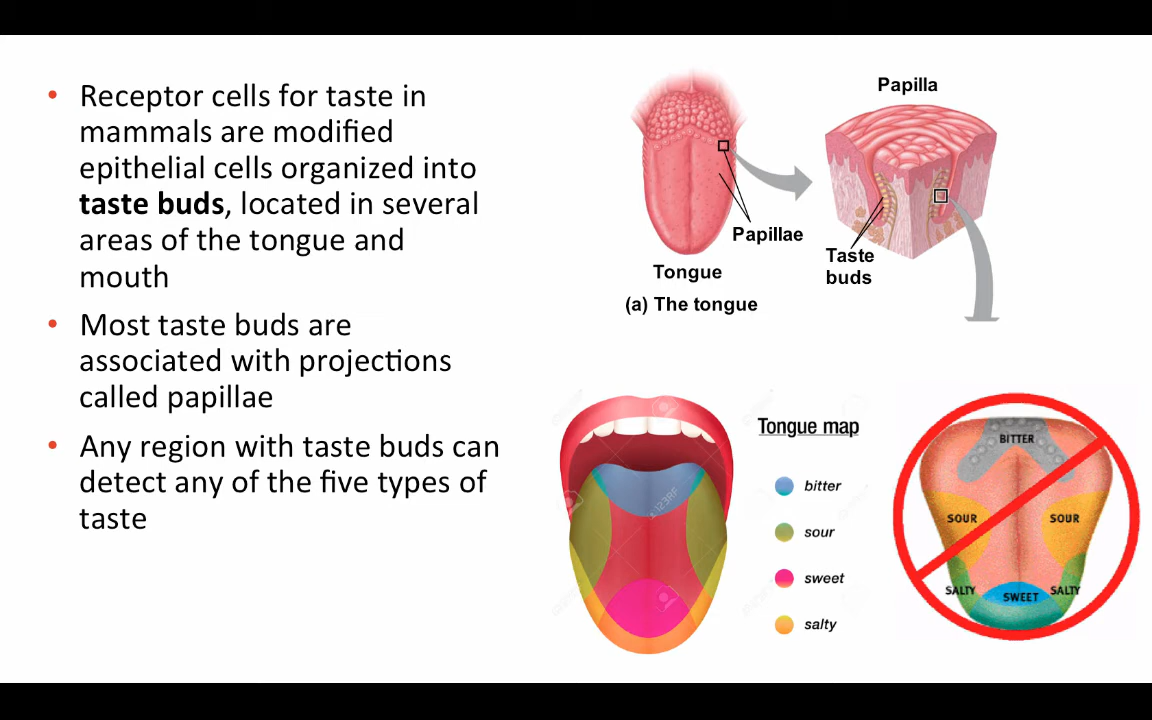 • Receptor cells for taste in
mammals are modified
epithelial cells organized into
taste buds, located in several
areas of the tongue and
mouth
• Most taste buds are
associated with projections
called papillae
• Any region with taste buds can
detect any of the five types of
taste
Papilla
Papillae
Taste
buds
Tongue
(a) The tongue
Tongue map
bitter
sour
sweet
salty
123RF
BITTER
SOUR
SOUR
SALTY
SWEET
SALTY